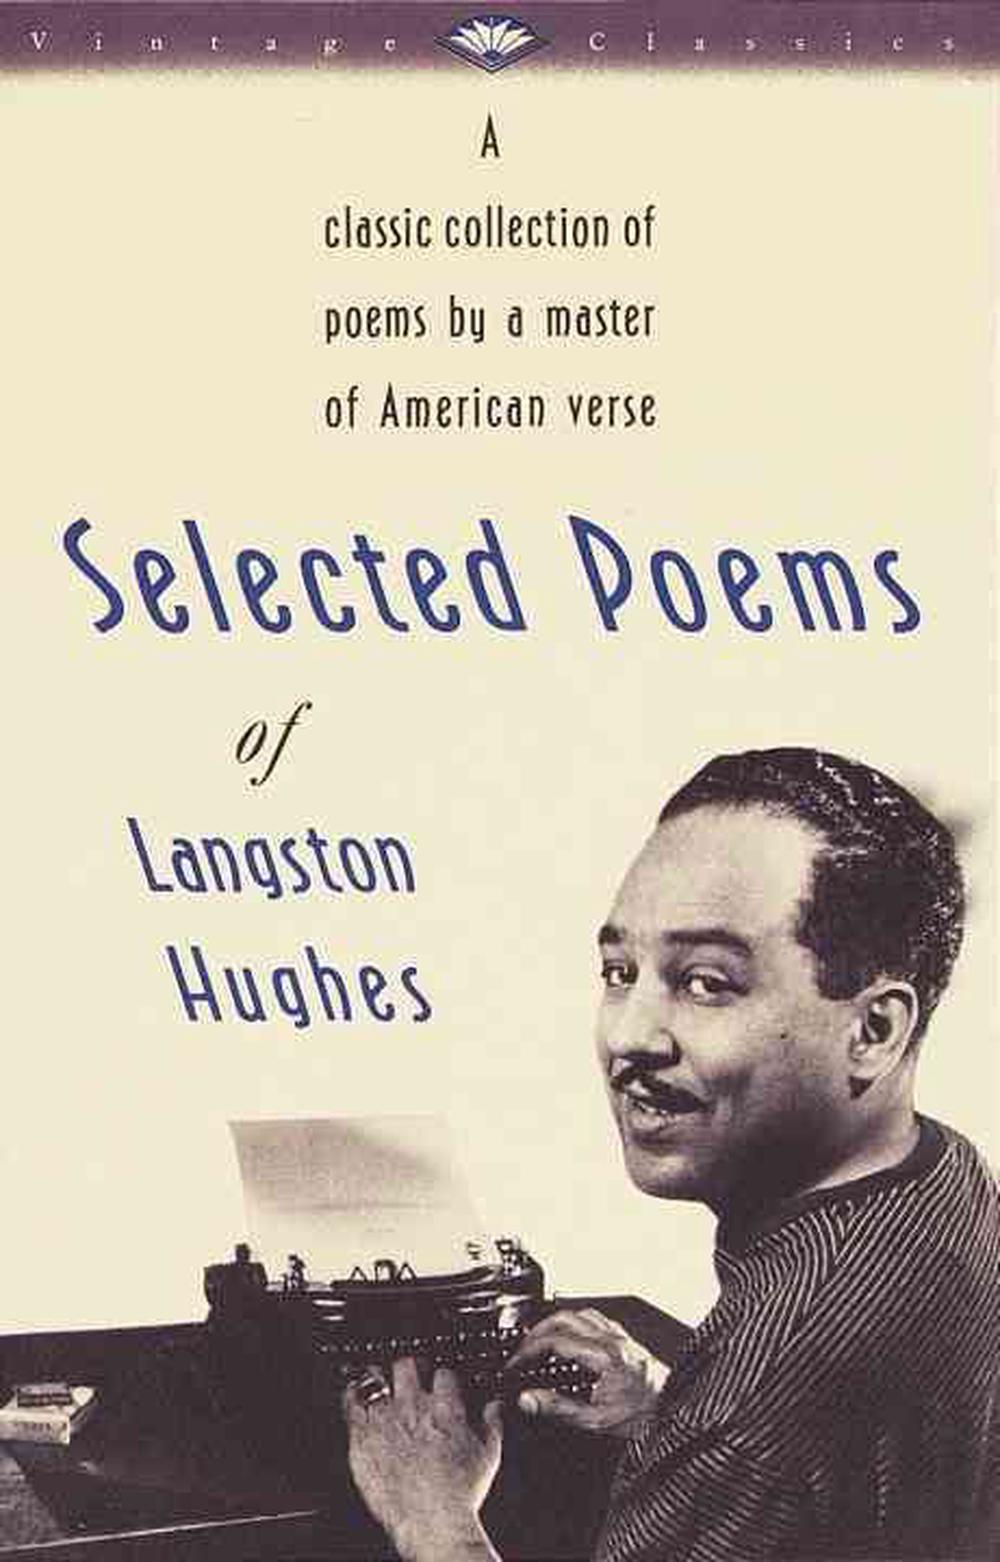 Vintage Classics
A
classic collection of
poems by a master
of American verse
Selected Poems
of
Langston
Hughes